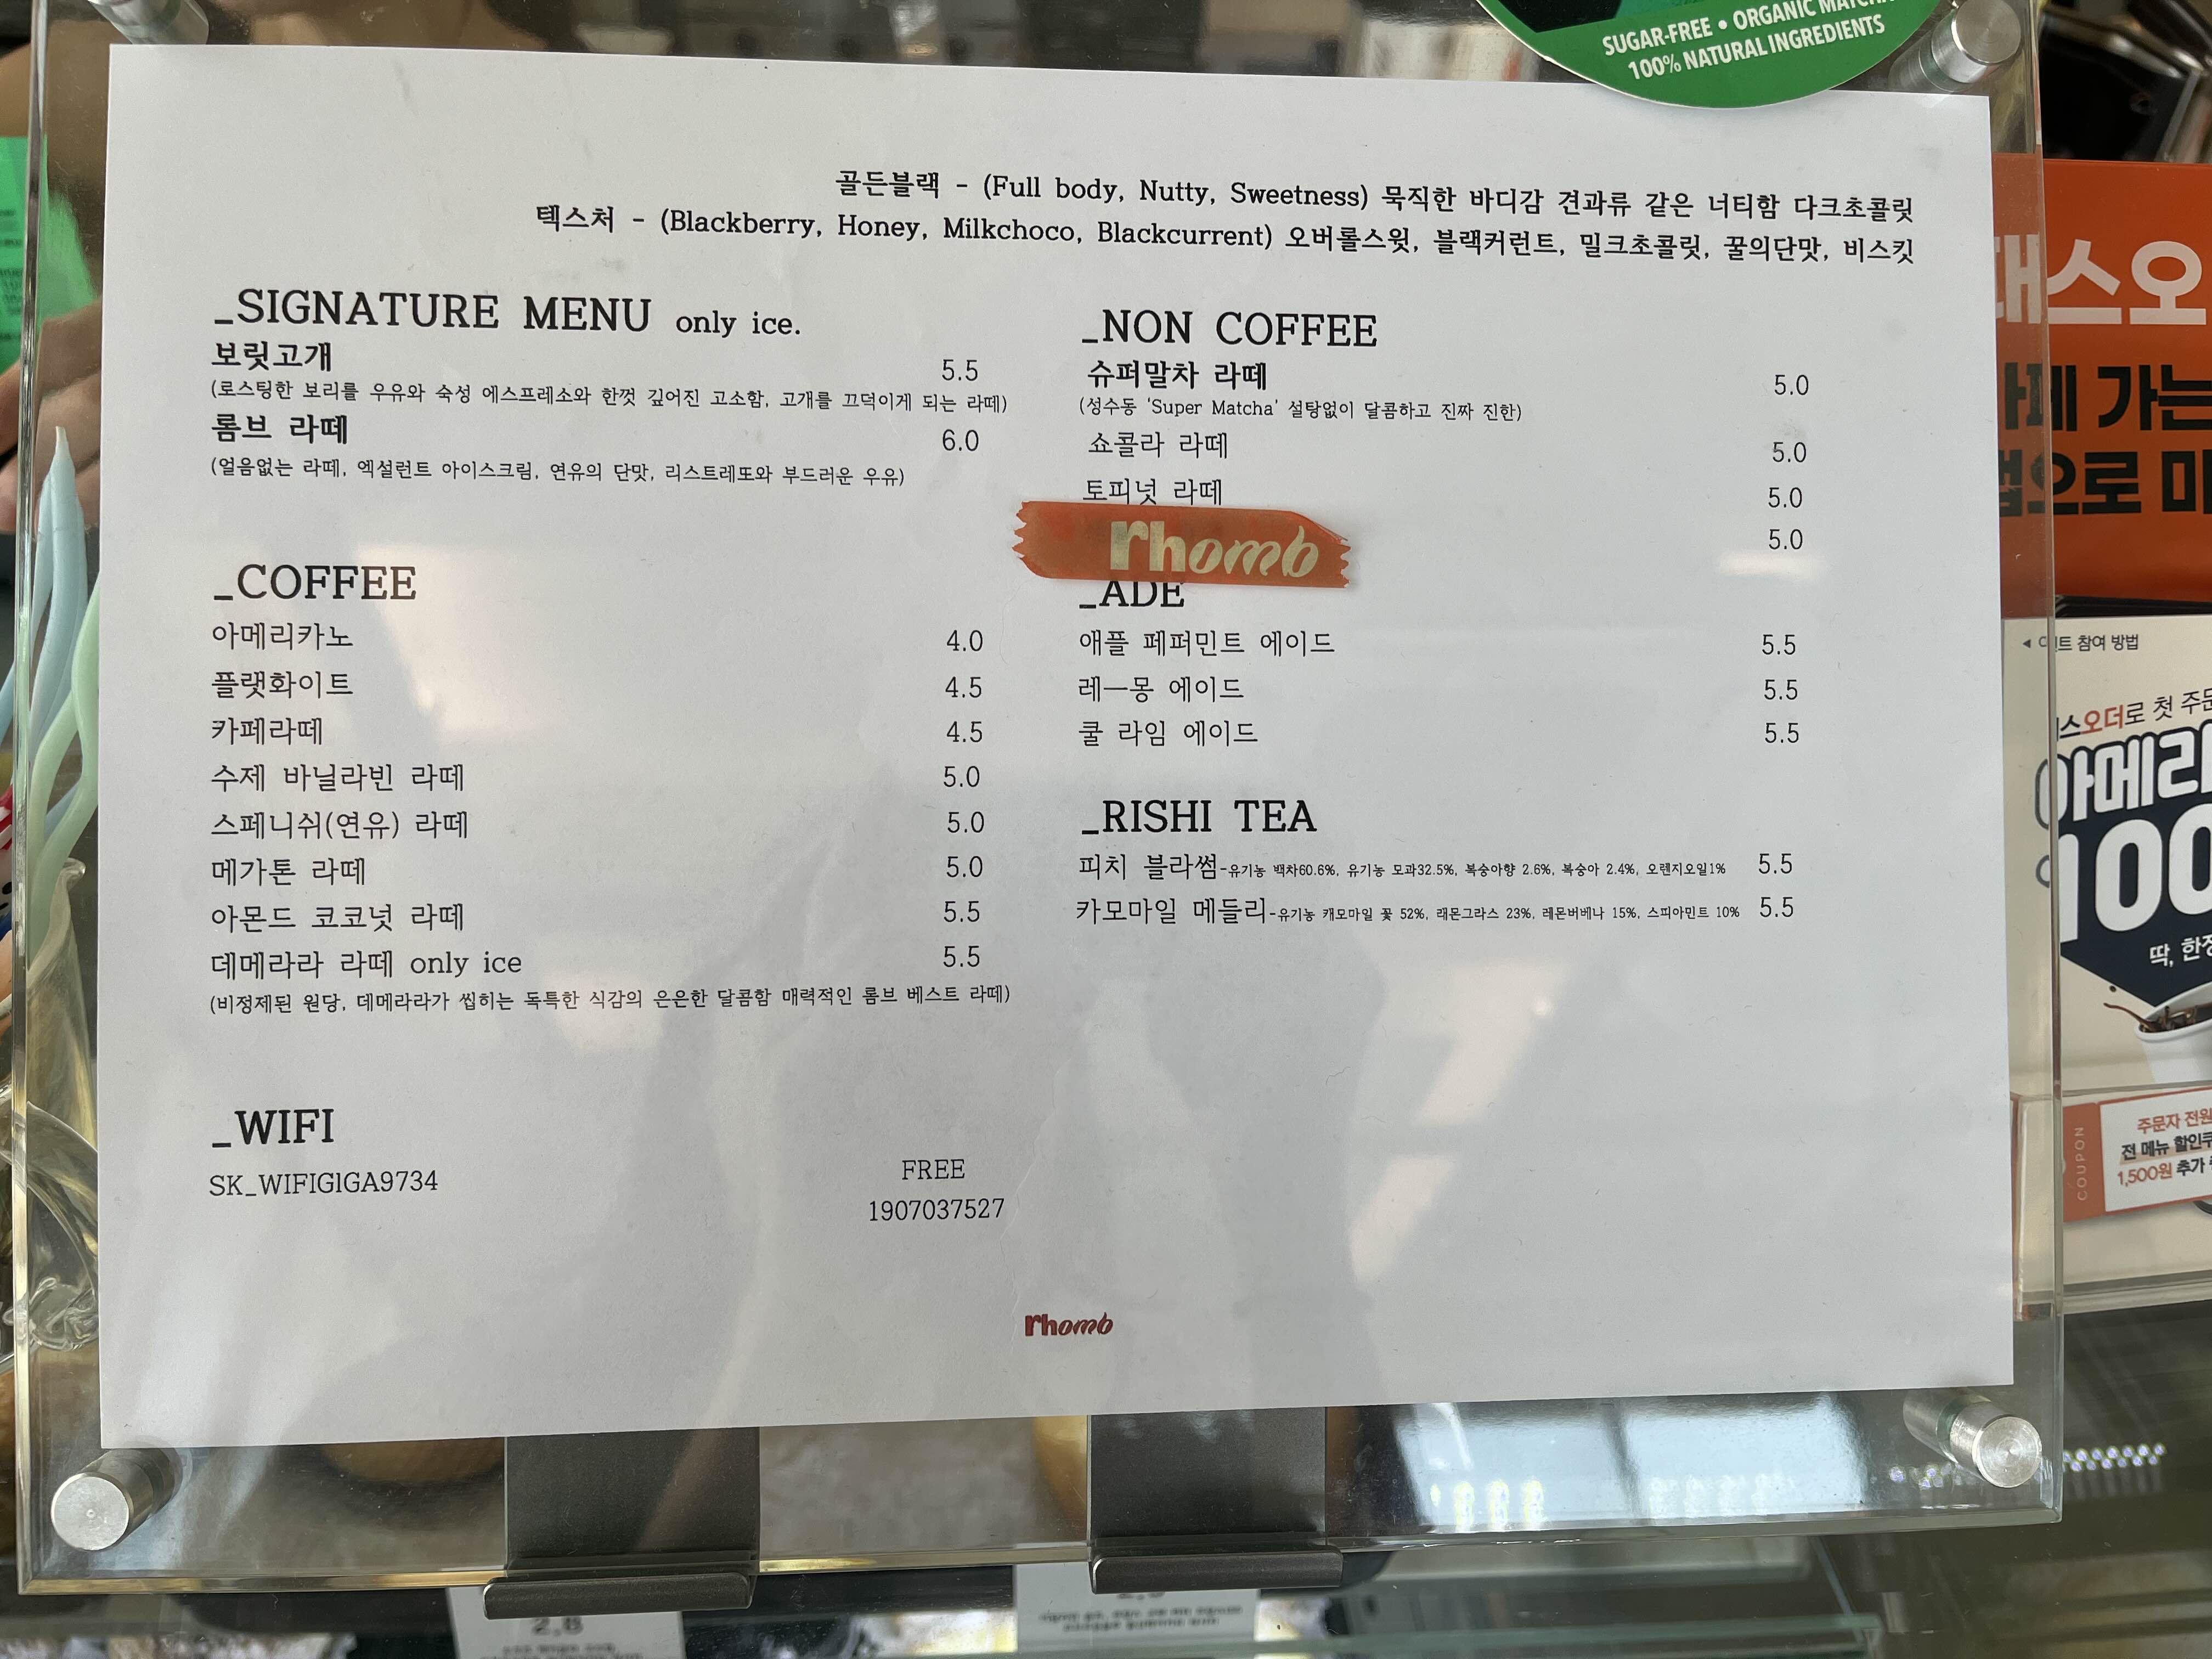 SUGAR-FREE • ORGANIC MATCHA
100% NATURAL INGREDIENTS
골든블랙 - (Full body, Nutty, Sweetness) 묵직한 바디감 견과류 같은 너티함 다크초콜릿
텍스처 - (Blackberry, Honey, Milkchoco, Blackcurrent) 오버롤스윗, 블랙커런트, 밀크초콜릿, 꿀의단맛, 비스킷
_SIGNATURE MENU only ice.
보릿고개 5.5
(로스팅한 보리를 우유와 숙성 에스프레소와 한껏 깊어진 고소함, 고개를 끄덕이게 되는 라떼)
롬브 라떼 6.0
(얼음없는 라떼, 엑설런트 아이스크림, 연유의 단맛, 리스트레또와 부드러운 우유)
_COFFEE
아메리카노 4.0
플랫화이트 4.5
카페라떼 4.5
수제 바닐라빈 라떼 5.0
스페니쉬(연유) 라떼 5.0
메가톤 라떼 5.0
아몬드 코코넛 라떼 5.5
데메라라 라떼 only ice 5.5
(비정제된 원당, 데메라라가 씹히는 독특한 식감의 은은한 달콤함 매력적인 롬브 베스트 라떼)
_WIFI
SK_WIFIGIGA9734
FREE
1907037527
_NON COFFEE
슈퍼말차 라떼 5.0
(성수동 'Super Matcha' 설탕없이 달콤하고 진짜 진한)
쇼콜라 라떼 5.0
토피넛 라떼 5.0
rhomb 5.0
_ADE
애플 페퍼민트 에이드 5.5
레ㅡ몽 에이드 5.5
쿨 라임 에이드 5.5
_RISHI TEA
피치 블라썸-유기농 백차60.6%, 유기농 모과32.5%, 복숭아향 2.6%, 복숭아 2.4%, 오렌지오일1% 5.5
카모마일 메들리-유기농 캐모마일 꽃 52%, 래몬그라스 23%, 레몬버베나 15%, 스피아민트 10% 5.5
rhomb
스오
가는
으로
참여 방법
스오더로 첫 주문
아메리
100
딱, 한정
COUPON
주문자 전원
전 메뉴 할인쿠
1,500원 추가
2,8